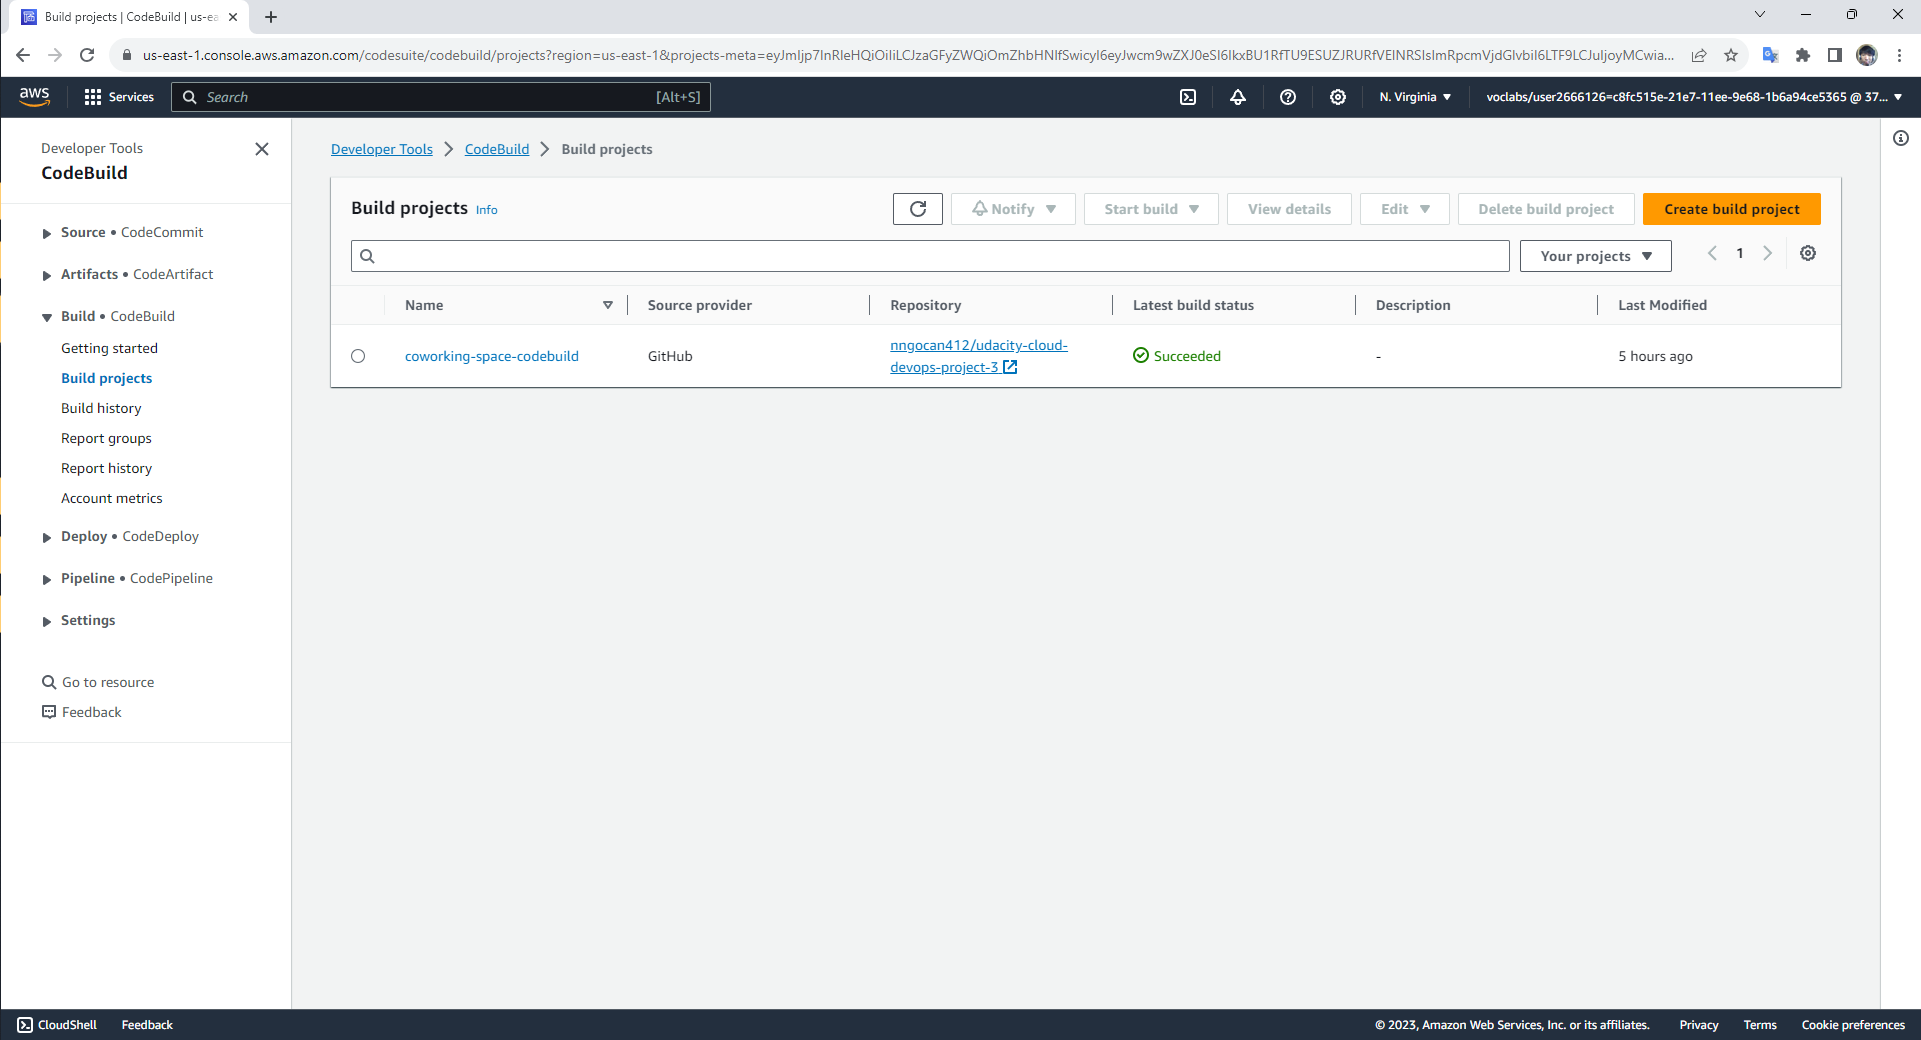 Build projects | CodeBuild | us-ea
us-east-1.console.aws.amazon.com/codesuite/codebuild/projects?region=us-east-1&projects-meta=
aws
Services
Search
[Alt+S]
N. Virginia
voclabs/user2666126=c8fc515e-21e7-11ee-9e68-1b6a94ce5365 @ 37...
Developer Tools
CodeBuild
Source • CodeCommit
Artifacts • CodeArtifact
Build • CodeBuild
Getting started
Build projects
Build history
Report groups
Report history
Account metrics
Deploy • CodeDeploy
Pipeline • CodePipeline
Settings
Go to resource
Feedback
Developer Tools
CodeBuild
Build projects
Build projects Info
Notify
Start build
View details
Edit
Delete build project
Create build project
Your projects
1
Name
Source provider
Repository
Latest build status
Description
Last Modified
coworking-space-codebuild
GitHub
nngocan412/udacity-cloud-
devops-project-3
Succeeded
-
5 hours ago
CloudShell
Feedback
© 2023, Amazon Web Services, Inc. or its affiliates.
Privacy
Terms
Cookie preferences